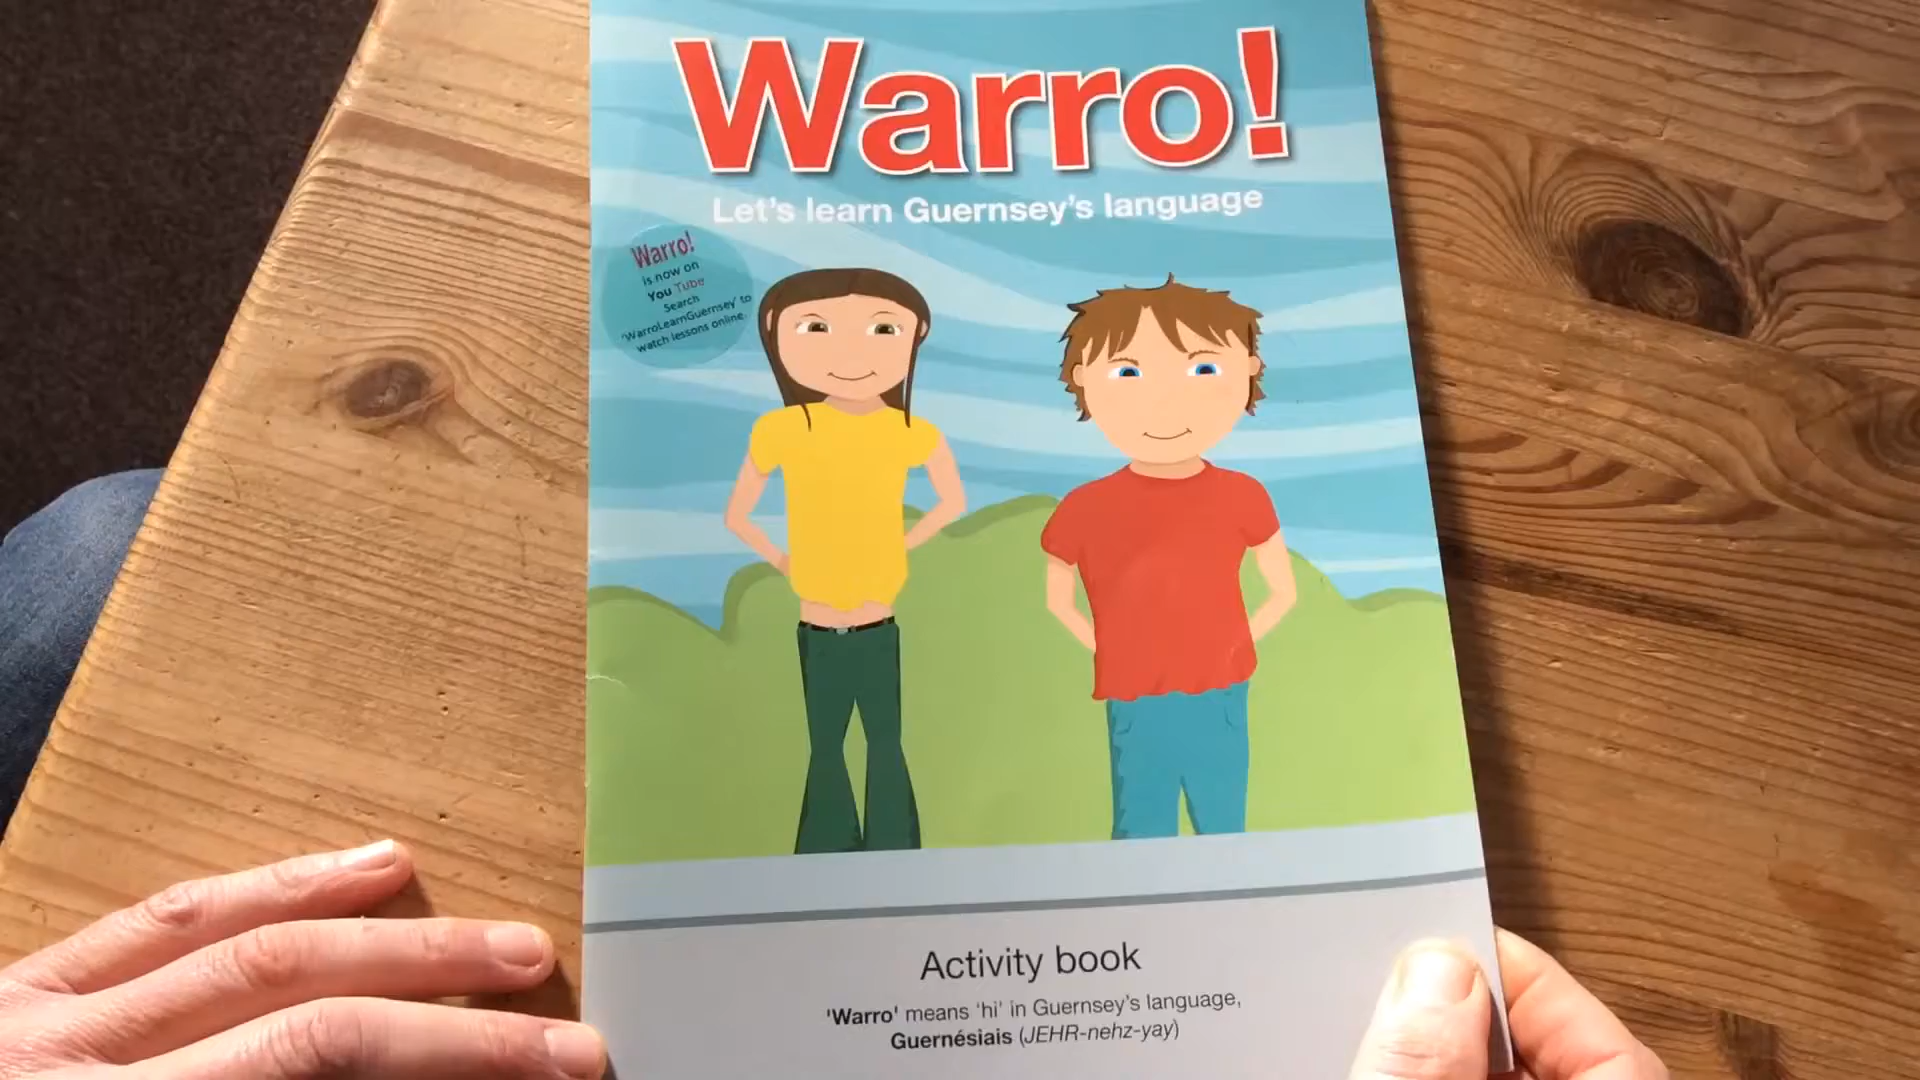 Warro!
Let's learn Guernsey's language
Warro!
is now on
You Tube
Search
'WarroLearnGuernsey' to
watch lessons online.
Activity book
'Warro' means 'hi' in Guernsey's language,
Guernésiais (JEHR-nehz-yay)